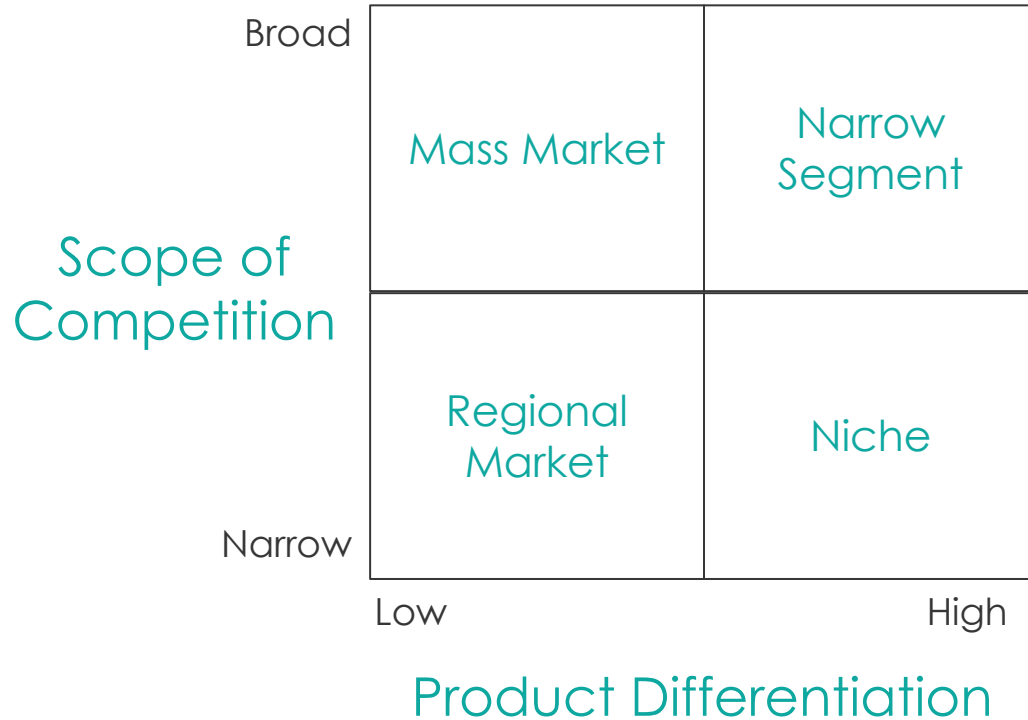 Broad
Mass Market
Narrow
Segment
Scope of
Competition
Regional
Market
Niche
Narrow
Low
High
Product Differentiation